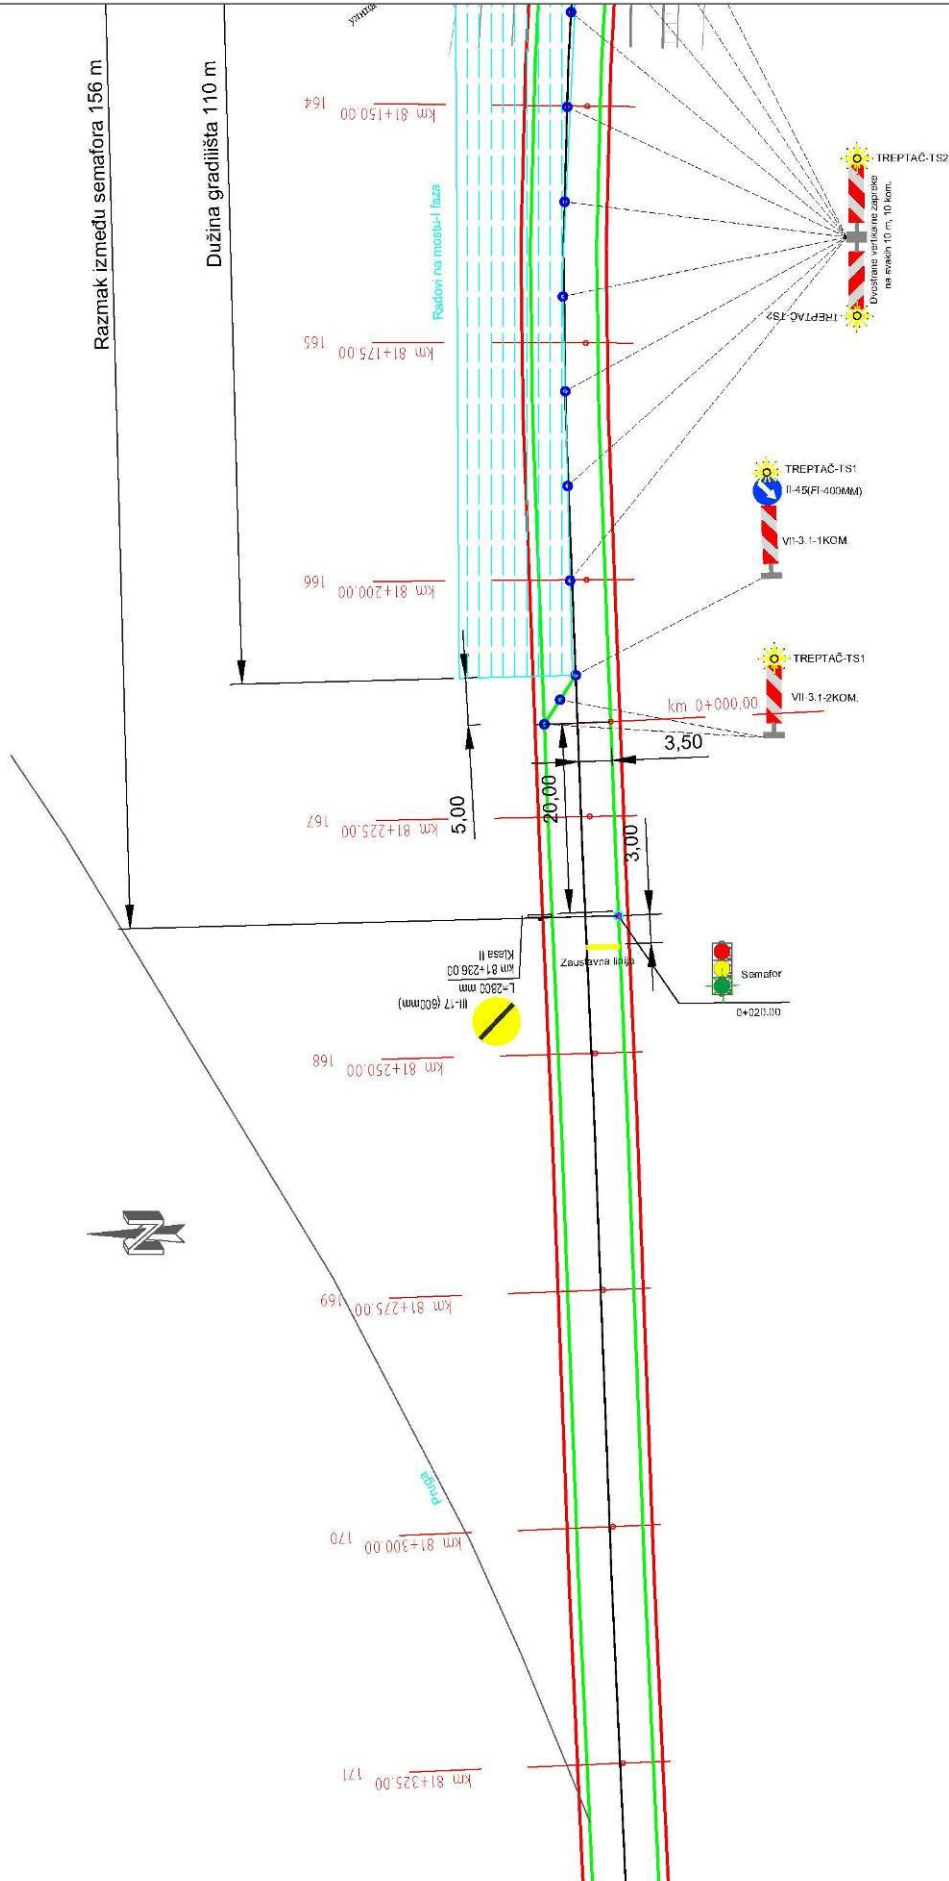 ulica
Razmak između semafora 156 m
Dužina gradilišta 110 m
164
km 81+150.00
Radovi na mostu-I faza
TREPTAČ-TS2
Dvostrane vertikalne zapreke
na svakih 10 m, 10 kom.
TREPTAČ-TS2
165
km 81+175.00
TREPTAČ-TS1
II-45(FI-400MM)
VII-3.1-1KOM.
166
km 81+200.00
TREPTAČ-TS1
VII-3.1-2KOM.
km 0+000.00
3,50
5,00
20,00
3,00
167
km 81+225.00
Zaustavna linija
Semafor
0+020.00
III-17 (600mm)
L=2800 mm
km 81+236.00
Klasa II
168
km 81+250.00
N
169
km 81+275.00
Pruga
170
km 81+300.00
171
km 81+325.00